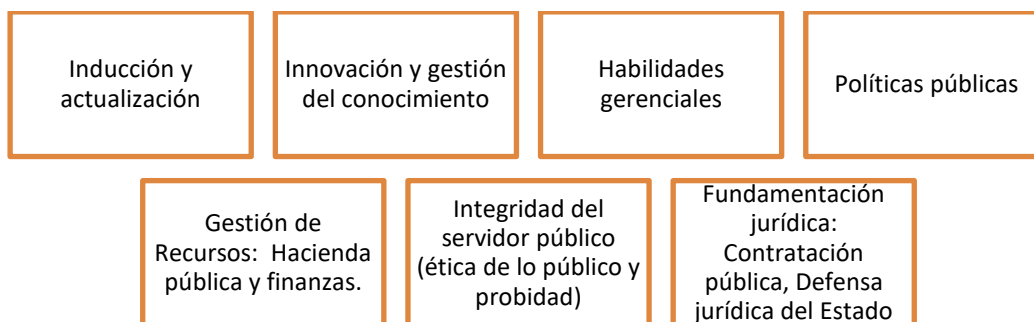 Inducción y
actualización
Innovación y gestión
del conocimiento
Habilidades
gerenciales
Políticas públicas
Gestión de
Recursos:  Hacienda
pública y finanzas.
Integridad del
servidor público
(ética de lo público y
probidad)
Fundamentación
jurídica:
Contratación
pública, Defensa
jurídica del Estado